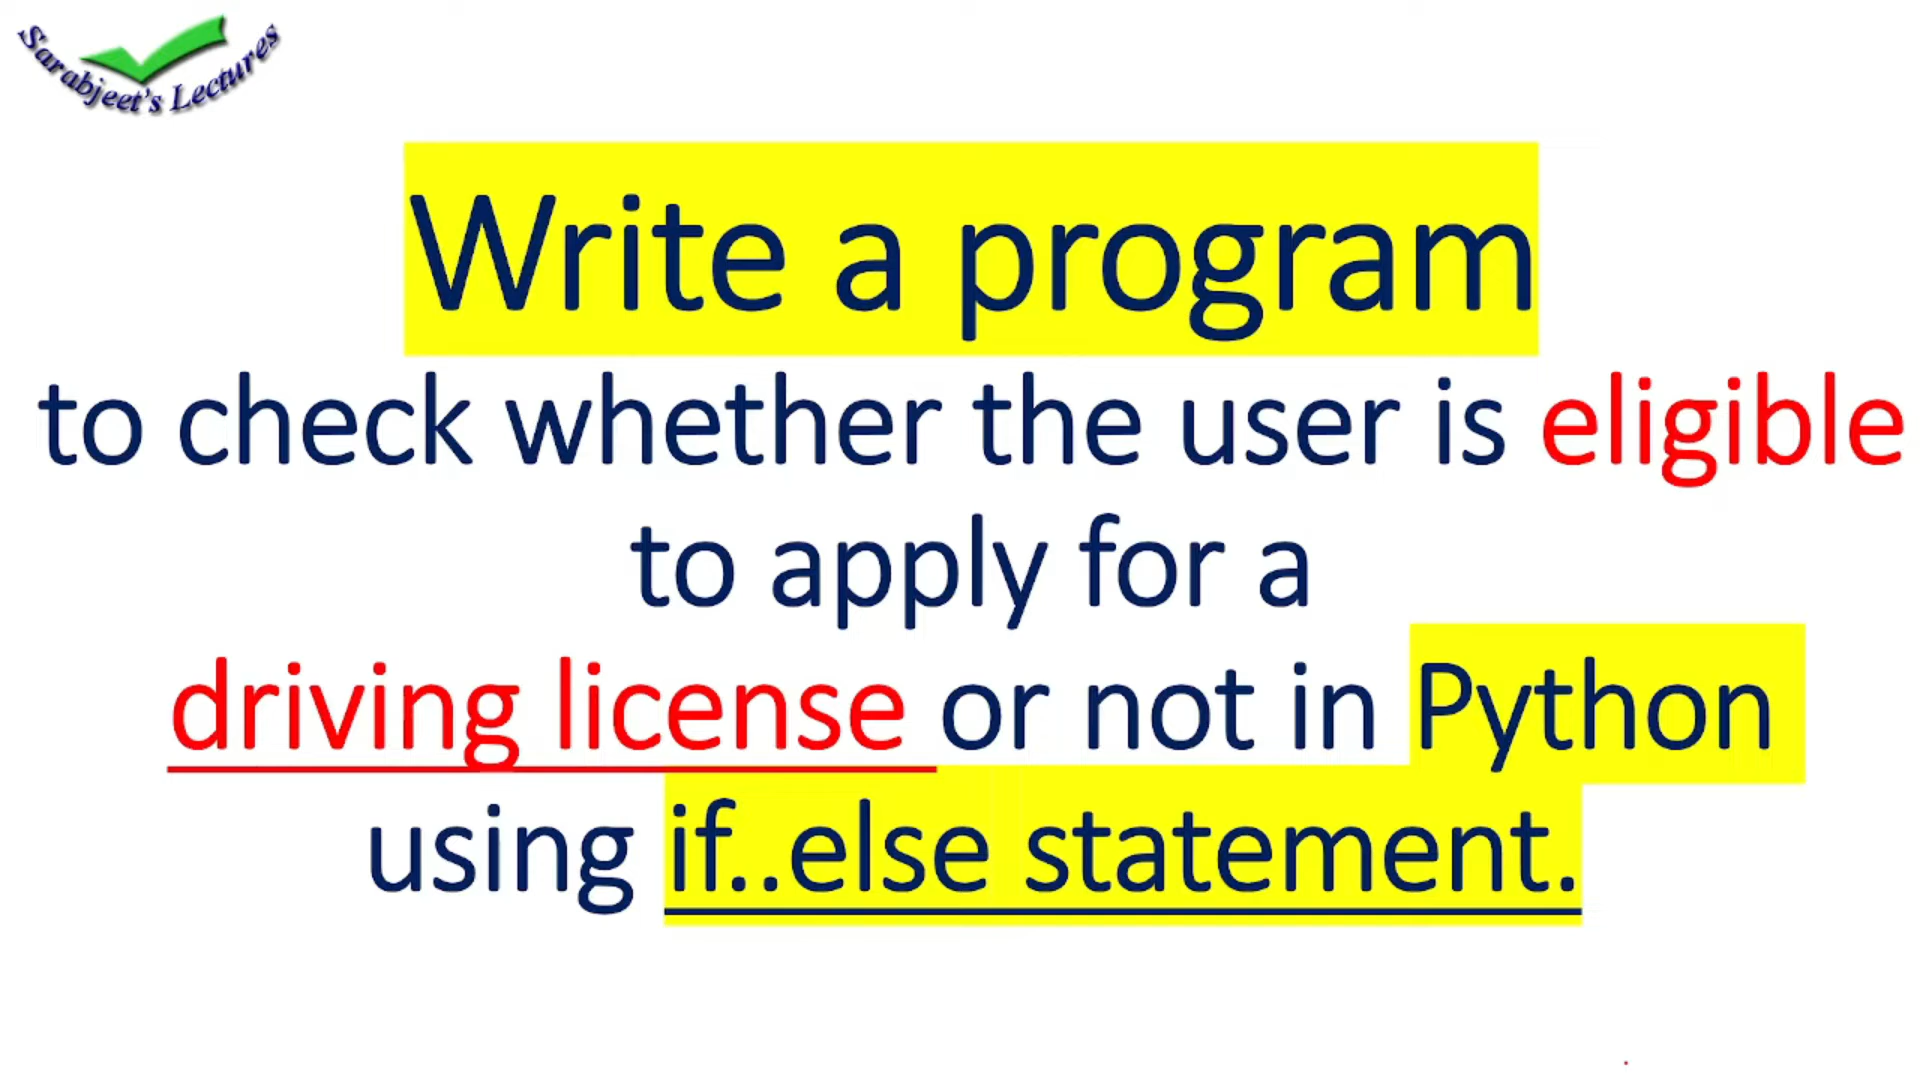 Sarabjeet's Lectures
Write a program
to check whether the user is eligible
to apply for a
driving license or not in Python
using if..else statement.